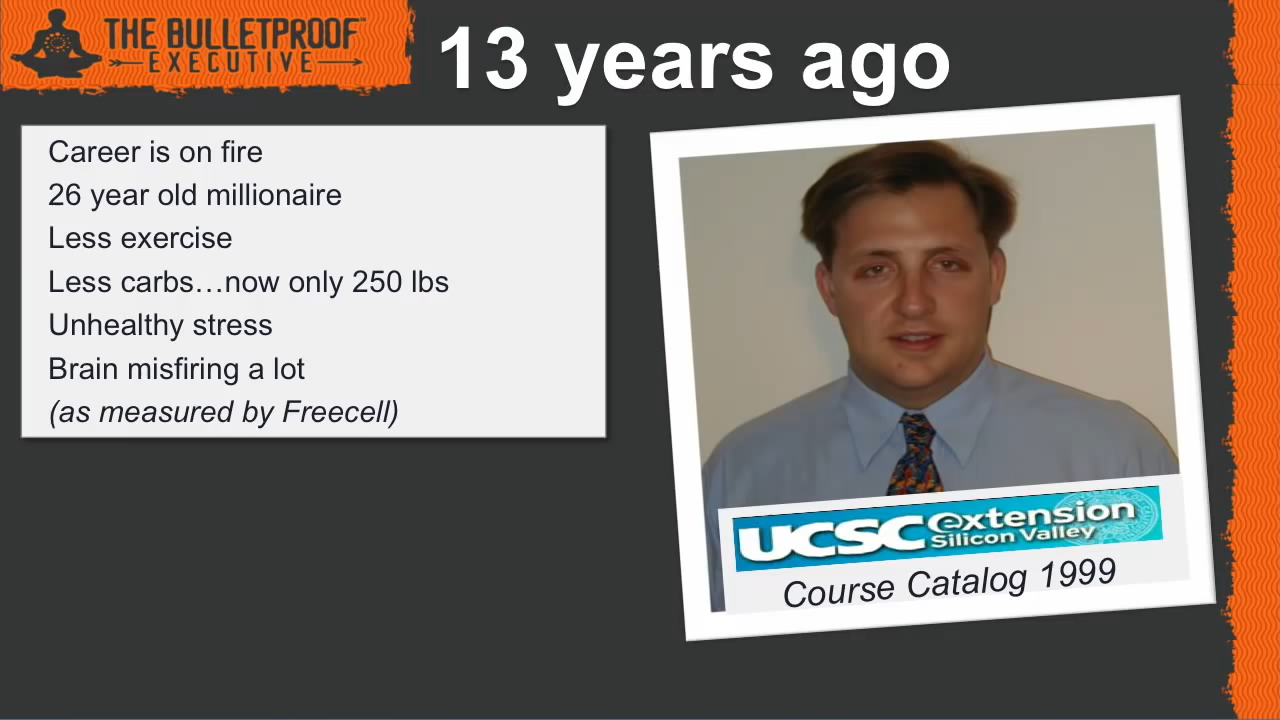 THE BULLETPROOF™
EXECUTIVE
13 years ago
Career is on fire
26 year old millionaire
Less exercise
Less carbs…now only 250 lbs
Unhealthy stress
Brain misfiring a lot
(as measured by Freecell)
UCSC extension
Silicon Valley
Course Catalog 1999